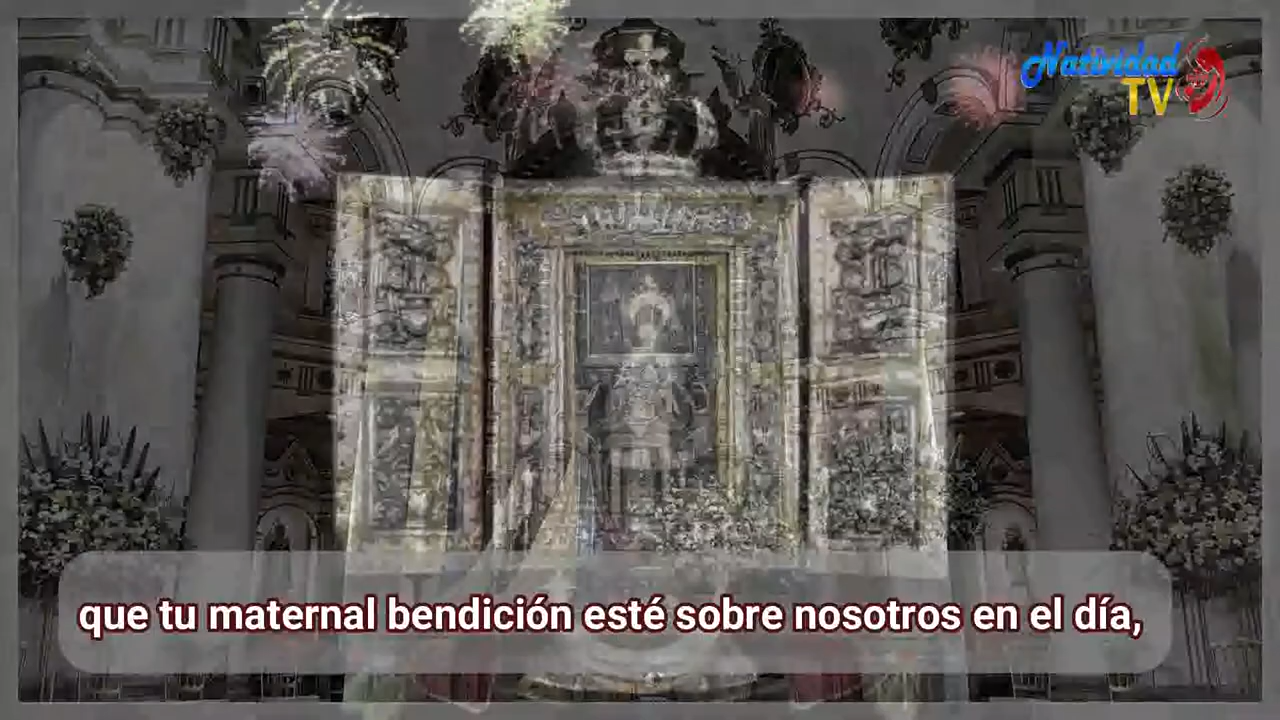 Natividad
TV
que tu maternal bendición esté sobre nosotros en el día,